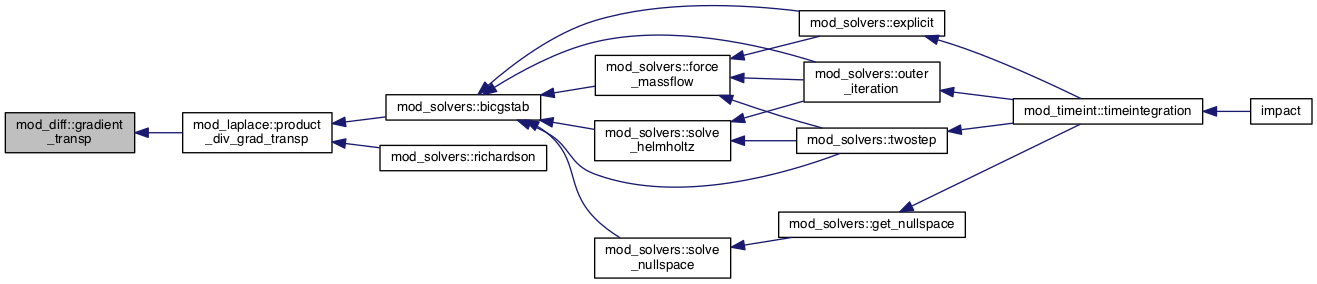 mod_diff::gradient
_transp
mod_laplace::product
_div_grad_transp
mod_solvers::bicgstab
mod_solvers::richardson
mod_solvers::force
_massflow
mod_solvers::solve
_helmholtz
mod_solvers::solve
_nullspace
mod_solvers::explicit
mod_solvers::outer
_iteration
mod_solvers::twostep
mod_solvers::get_nullspace
mod_timeint::timeintegration
impact